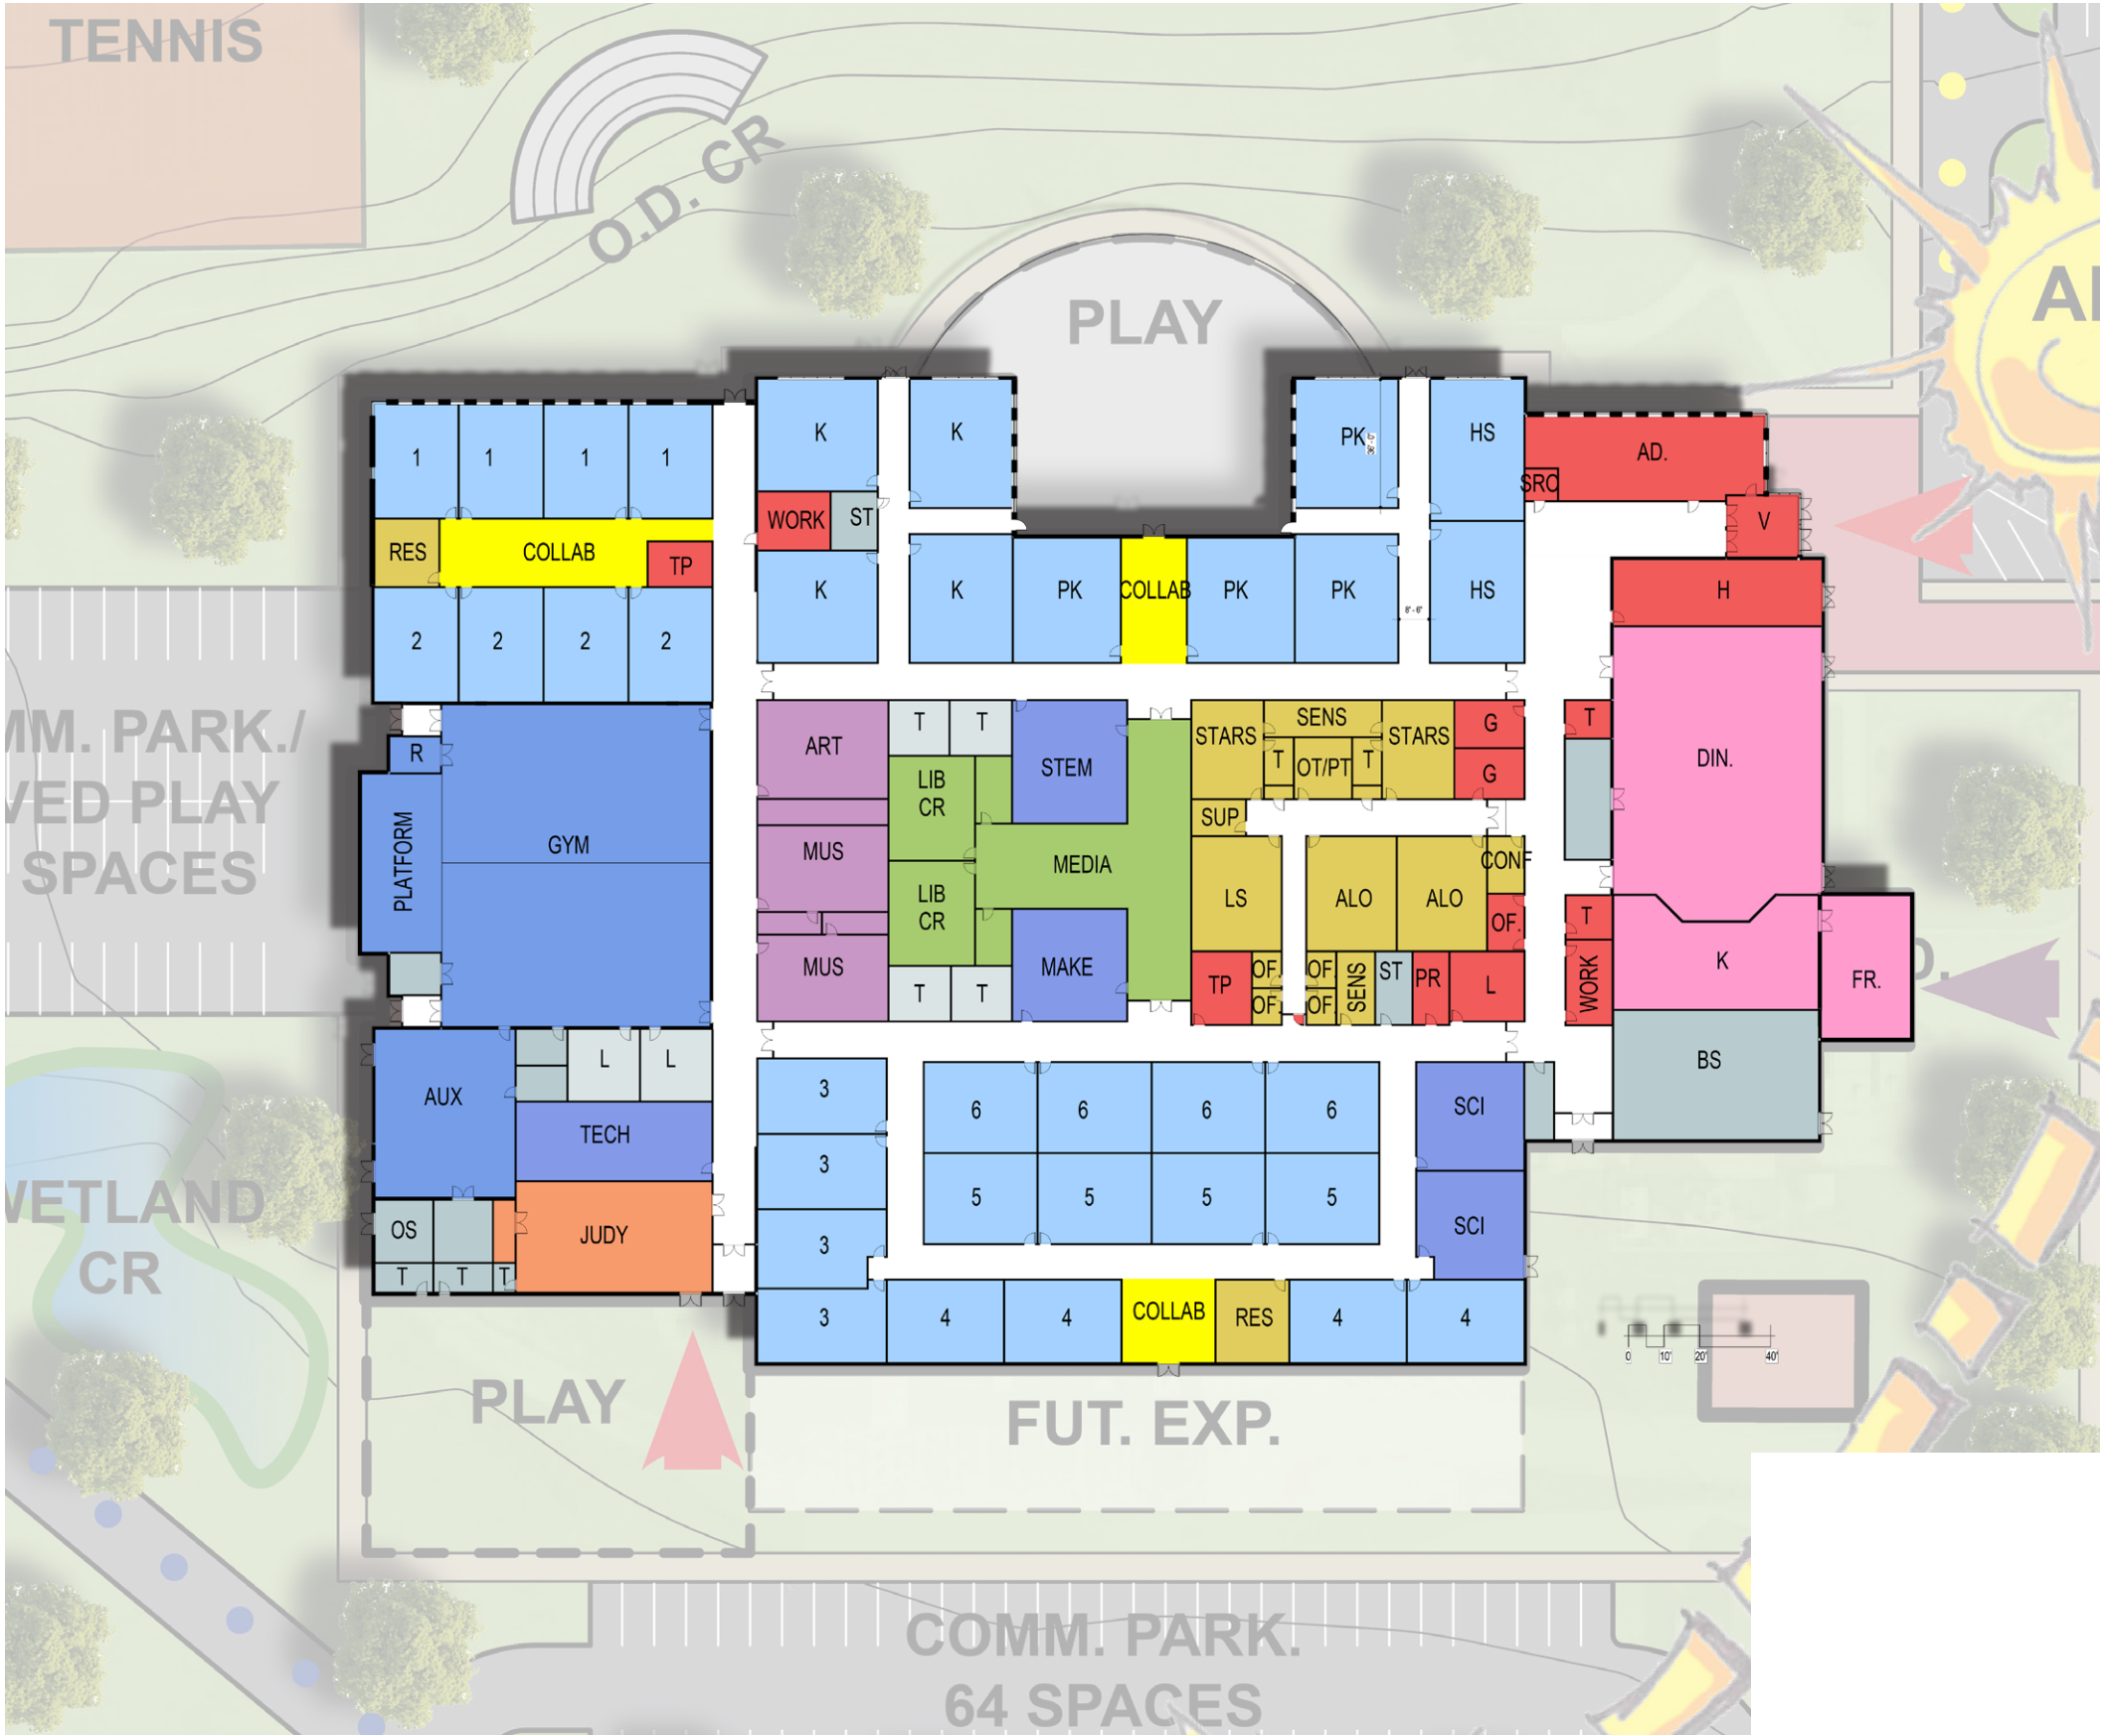 TENNIS
O.D. CR
PLAY
K
K
PK
36' - 0"
HS
AD.
SRO
V
1
1
1
1
WORK
ST
RES
COLLAB
TP
K
K
PK
COLLAB
PK
PK
8' - 6"
HS
H
2
2
2
2
MM. PARK./
VED PLAY
SPACES
R
PLATFORM
GYM
ART
T
T
STEM
STARS
SENS
STARS
G
T
OT/PT
T
G
T
DIN.
LIB
CR
SUP
MUS
MEDIA
CONF
LIB
CR
LS
ALO
ALO
OF.
T
MUS
T
T
MAKE
TP
OF.
OF.
OF.
OF.
SENS
ST
PR
L
WORK
K
FR.
D.
AUX
L
L
TECH
BS
3
3
3
3
6
6
6
6
5
5
5
5
SCI
SCI
OS
T
T
T
JUDY
4
4
COLLAB
RES
4
4
WETLAND
CR
0
10'
20'
40'
PLAY
FUT. EXP.
COMM. PARK.
64 SPACES